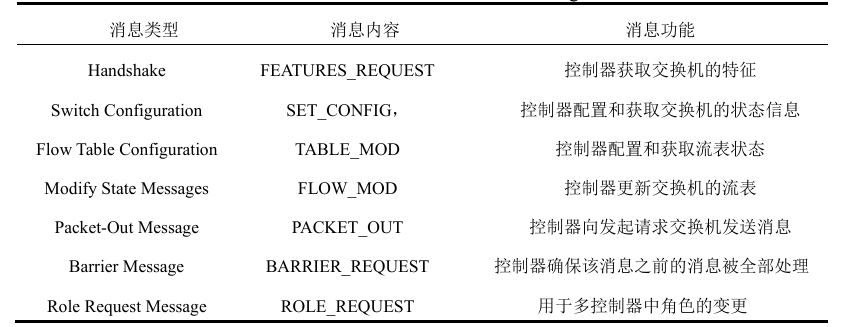 消息类型 消息内容 消息功能
Handshake FEATURES_REQUEST 控制器获取交换机的特征
Switch Configuration SET_CONFIG， 控制器配置和获取交换机的状态信息
Flow Table Configuration TABLE_MOD 控制器配置和获取流表状态
Modify State Messages FLOW_MOD 控制器更新交换机的流表
Packet-Out Message PACKET_OUT 控制器向发起请求交换机发送消息
Barrier Message BARRIER_REQUEST 控制器确保该消息之前的消息被全部处理
Role Request Message ROLE_REQUEST 用于多控制器中角色的变更